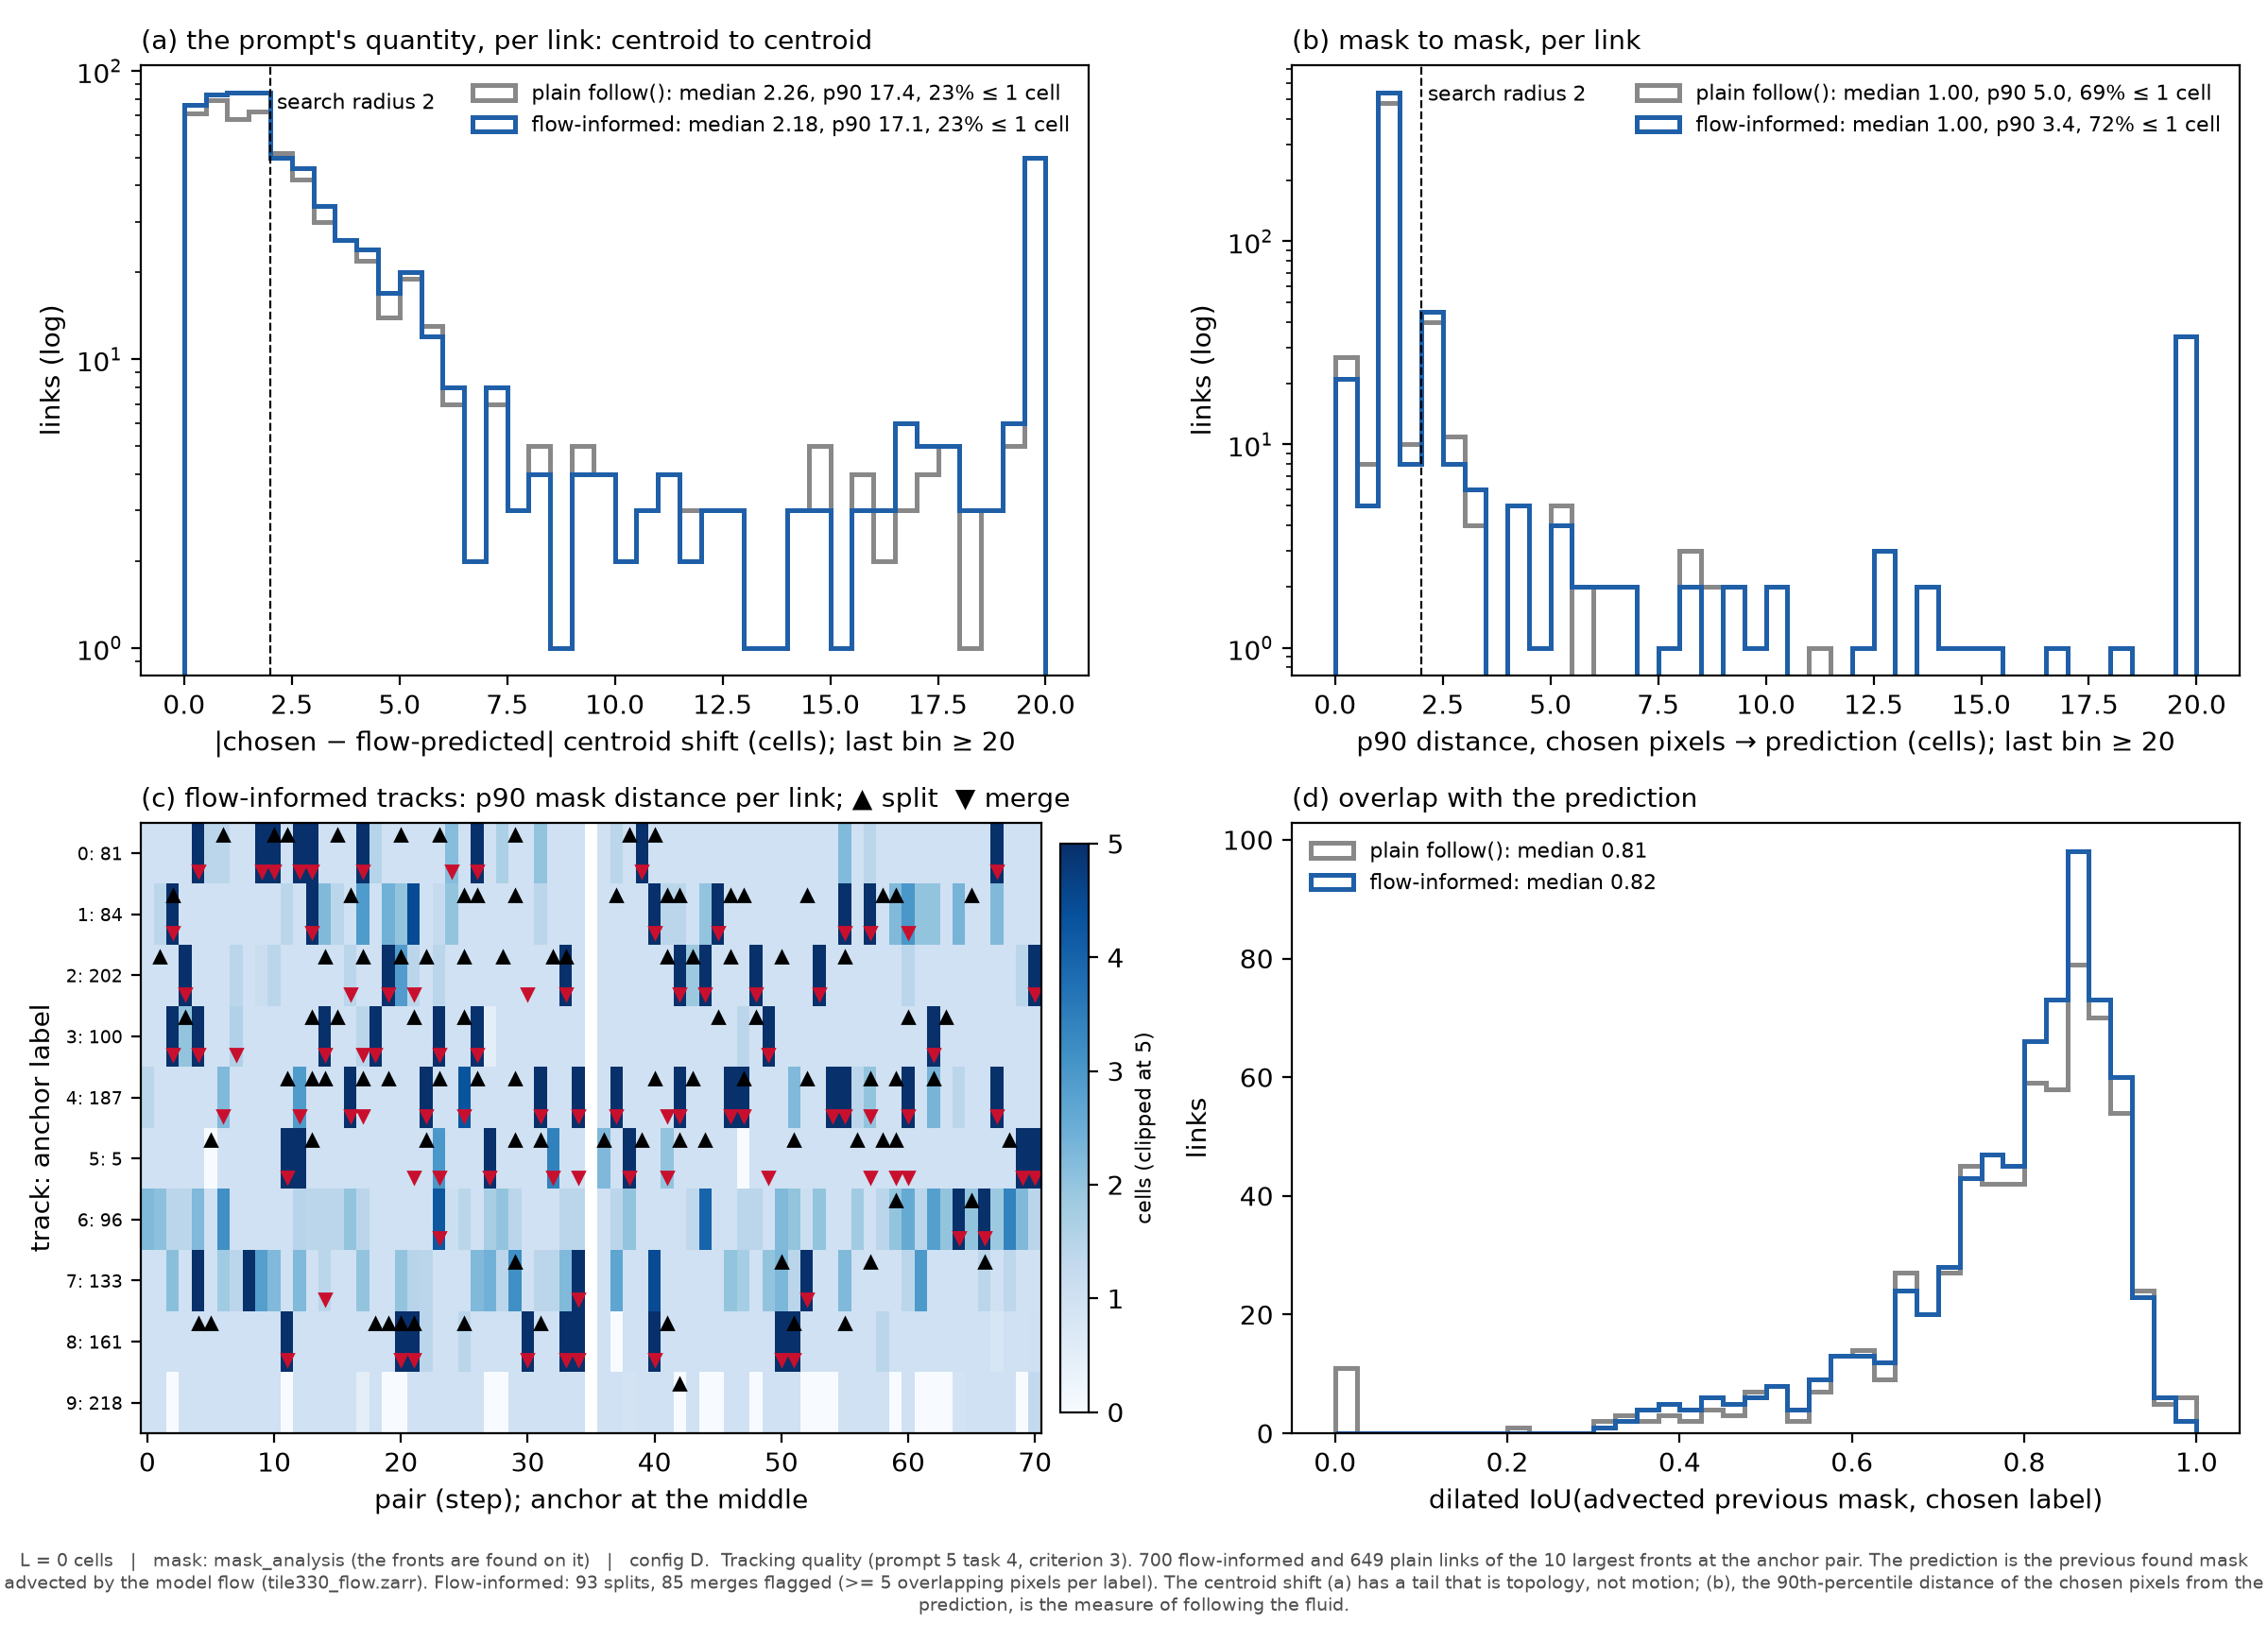 (a) the prompt's quantity, per link: centroid to centroid
10²
10¹
10⁰
links (log)
search radius 2
plain follow(): median 2.26, p90 17.4, 23% ≤ 1 cell
flow-informed: median 2.18, p90 17.1, 23% ≤ 1 cell
0.0 2.5 5.0 7.5 10.0 12.5 15.0 17.5 20.0
|chosen − flow-predicted| centroid shift (cells); last bin ≥ 20
(b) mask to mask, per link
10²
10¹
10⁰
links (log)
search radius 2
plain follow(): median 1.00, p90 5.0, 69% ≤ 1 cell
flow-informed: median 1.00, p90 3.4, 72% ≤ 1 cell
0.0 2.5 5.0 7.5 10.0 12.5 15.0 17.5 20.0
p90 distance, chosen pixels → prediction (cells); last bin ≥ 20
(c) flow-informed tracks: p90 mask distance per link; ▲ split ▼ merge
track: anchor label
0: 81
1: 84
2: 202
3: 100
4: 187
5: 5
6: 96
7: 133
8: 161
9: 218
0 10 20 30 40 50 60 70
pair (step); anchor at the middle
5
4
3
2
1
0
cells (clipped at 5)
(d) overlap with the prediction
100
80
60
40
20
0
links
plain follow(): median 0.81
flow-informed: median 0.82
0.0 0.2 0.4 0.6 0.8 1.0
dilated IoU(advected previous mask, chosen label)
L = 0 cells | mask: mask_analysis (the fronts are found on it) | config D. Tracking quality (prompt 5 task 4, criterion 3). 700 flow-informed and 649 plain links of the 10 largest fronts at the anchor pair. The prediction is the previous found mask
advected by the model flow (tile330_flow.zarr). Flow-informed: 93 splits, 85 merges flagged (>= 5 overlapping pixels per label). The centroid shift (a) has a tail that is topology, not motion; (b), the 90th-percentile distance of the chosen pixels from the
prediction, is the measure of following the fluid.